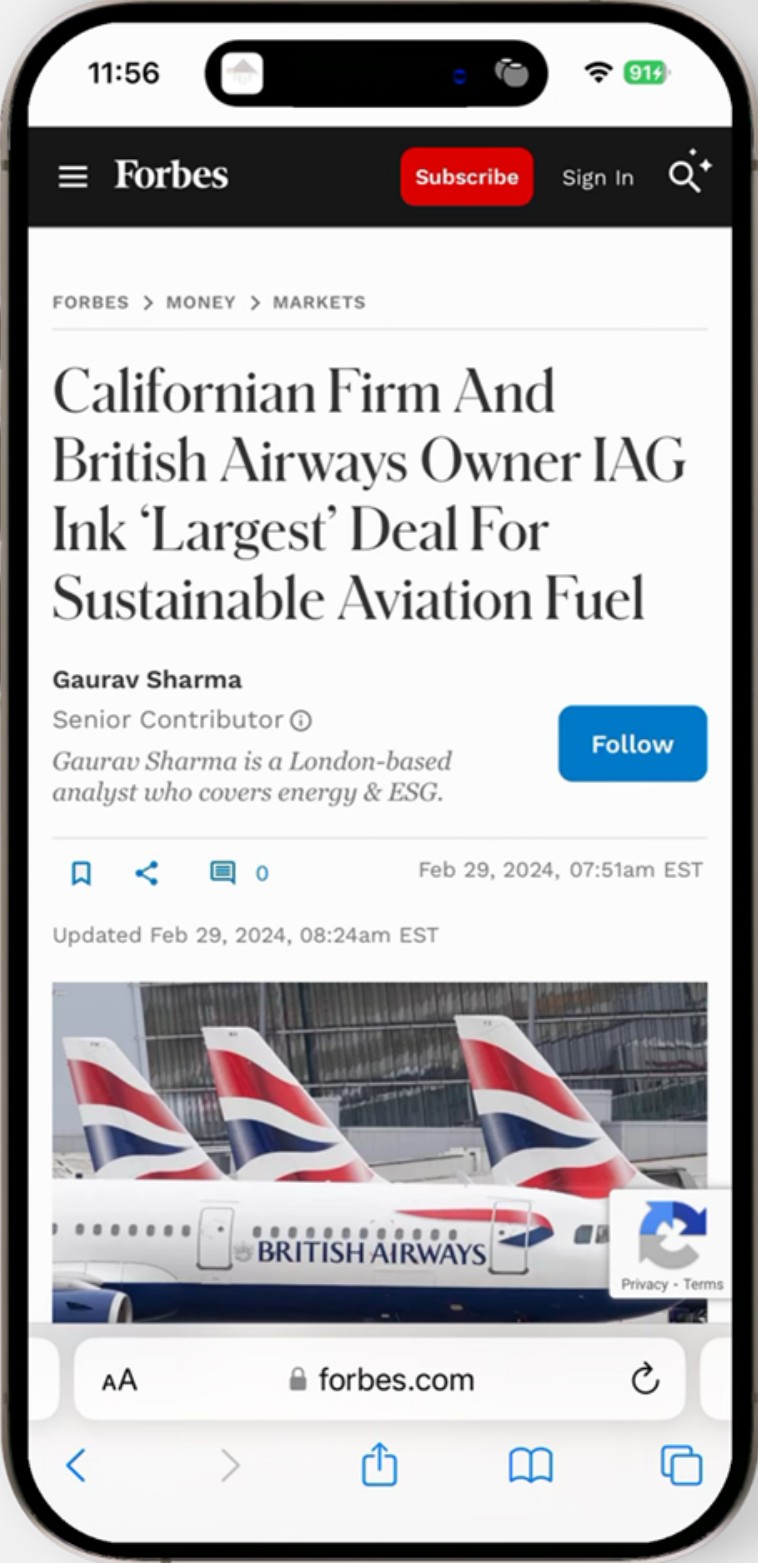 11:56
91
Forbes
Subscribe
Sign In
FORBES > MONEY > MARKETS
Californian Firm And
British Airways Owner IAG
Ink ‘Largest’ Deal For
Sustainable Aviation Fuel
Gaurav Sharma
Senior Contributor
Follow
Gaurav Sharma is a London-based
analyst who covers energy & ESG.
0
Feb 29, 2024, 07:51am EST
Updated Feb 29, 2024, 08:24am EST
BRITISH AIRWAYS
Privacy - Terms
AA
forbes.com